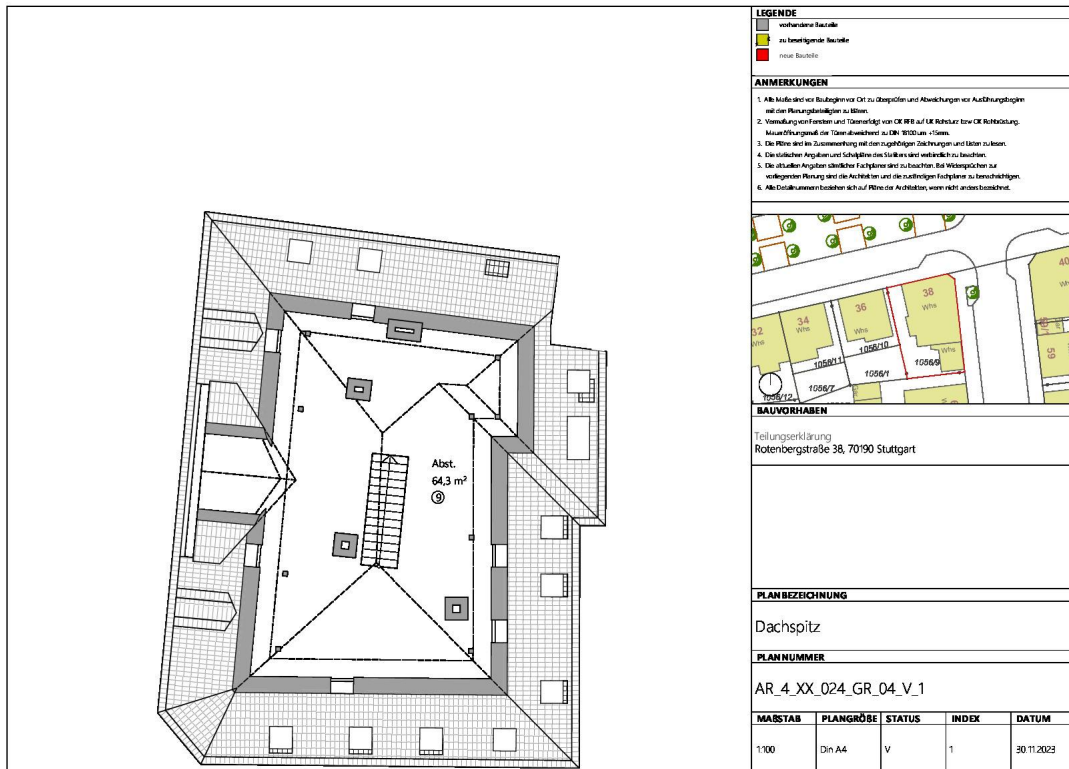 LEGENDE
vorhandene Bauteile
zu beseitigende Bauteile
neue Bauteile
ANMERKUNGEN
1. Alle Maße sind vor Baubeginn vor Ort zu überprüfen und Abweichungen vor Ausführungsbeginn
mit den Planungsbeteiligten zu klären.
2. Vermaßung von Fenstern und Türen erfolgt von OK RFB auf UK Rohsturz bzw OK Rohbrüstung.
Maueröffnungsmaß der Türen abweichend zu DIN 18100 um +15mm.
3. Die Pläne sind im Zusammenhang mit den zugehörigen Zeichnungen und Listen zu lesen.
4. Die statischen Angaben und Schalpläne des Statikers sind verbindlich zu beachten.
5. Die aktuellen Angaben sämtlicher Fachplaner sind zu beachten. Bei Widersprüchen zur
vorliegenden Planung sind die Architekten und die zuständigen Fachplaner zu benachrichtigen.
6. Alle Detailnummern beziehen sich auf Pläne der Architekten, wenn nicht anders bezeichnet.
40
38
Whs
36
Whs
34
Whs
32
Whs
Whs
59
1056/10
1056/11
1056/9
1056/1
1056/7
1056/12
BAUVORHABEN
Teilungserklärung
Rotenbergstraße 38, 70190 Stuttgart
Abst.
64,3 m²
9
PLANBEZEICHNUNG
Dachspitz
PLANNUMMER
AR_4_XX_024_GR_04_V_1
MAßSTAB PLANGRÖßE STATUS INDEX DATUM
1:100 Din A4 V 1 30.11.2023